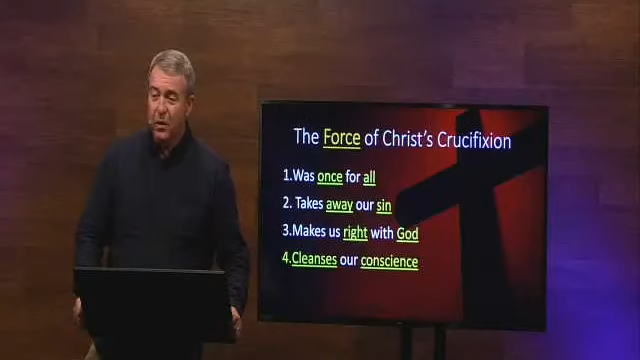 The Force of Christ's Crucifixion
1.Was once for all
2. Takes away our sin
3.Makes us right with God
4.Cleanses our conscience